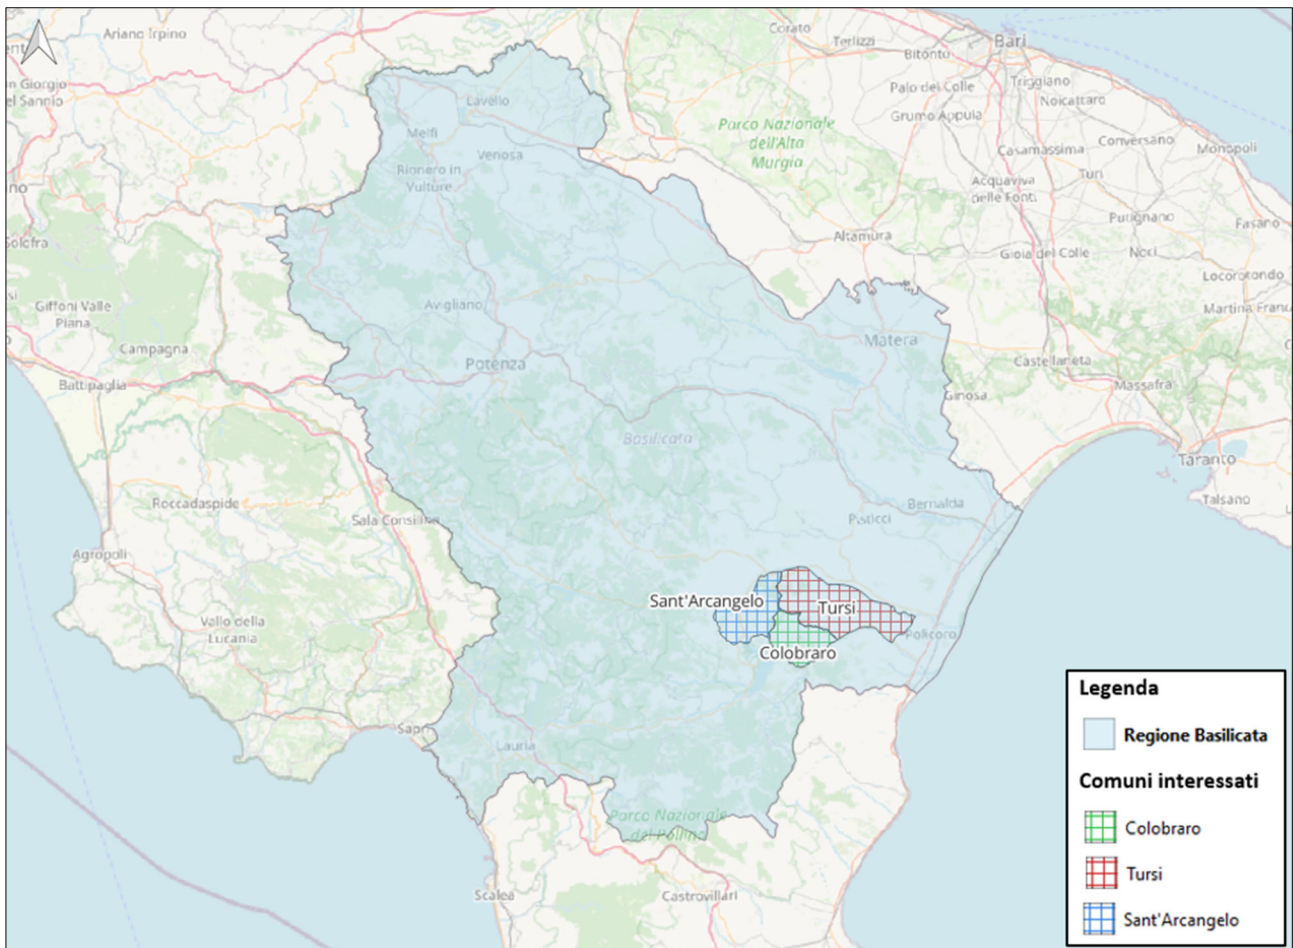 Ariano Irpino
Corato
Terlizzi
Bari
Bitonto
n Giorgio
el Sannio
Palo del Colle
Triggiano
Noicattaro
Lavello
Grumo Appula
Parco Nazionale
dell'Alta
Murgia
Melfi
Conversano
Monopoli
Casamassima
Venosa
Rionero in
Vulture
Turi
Acquaviva
delle Fonti
no
Putignano
Fasano
Solofra
Altamura
Gioia del Colle
Noci
Locorotondo
Giffoni Valle
Piana
Avigliano
Martina Franc
Matera
Campagna
Potenza
Castellaneta
Battipaglia
Massafra
Ginosa
Basilicata
Taranto
Roccadaspide
Bernalda
Talsano
Sala Consilina
Pisticci
Agropoli
Sant'Arcangelo
Tursi
Vallo della
Lucania
Policoro
Colobraro
Legenda
Regione Basilicata
Comuni interessati
Colobraro
Tursi
Sant'Arcangelo
Sapri
Lauria
Parco Nazionale
del Pollino
Scalea
Castrovillari